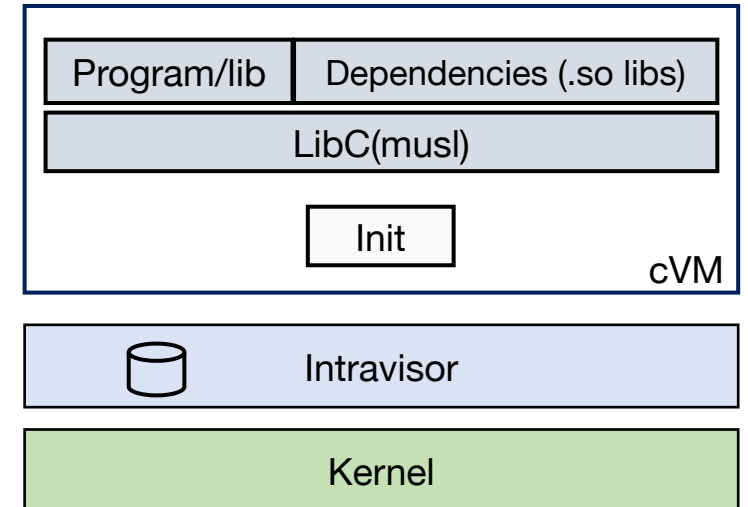 Program/lib
Dependencies (.so libs)
LibC(musl)
Init
cVM
Intravisor
Kernel